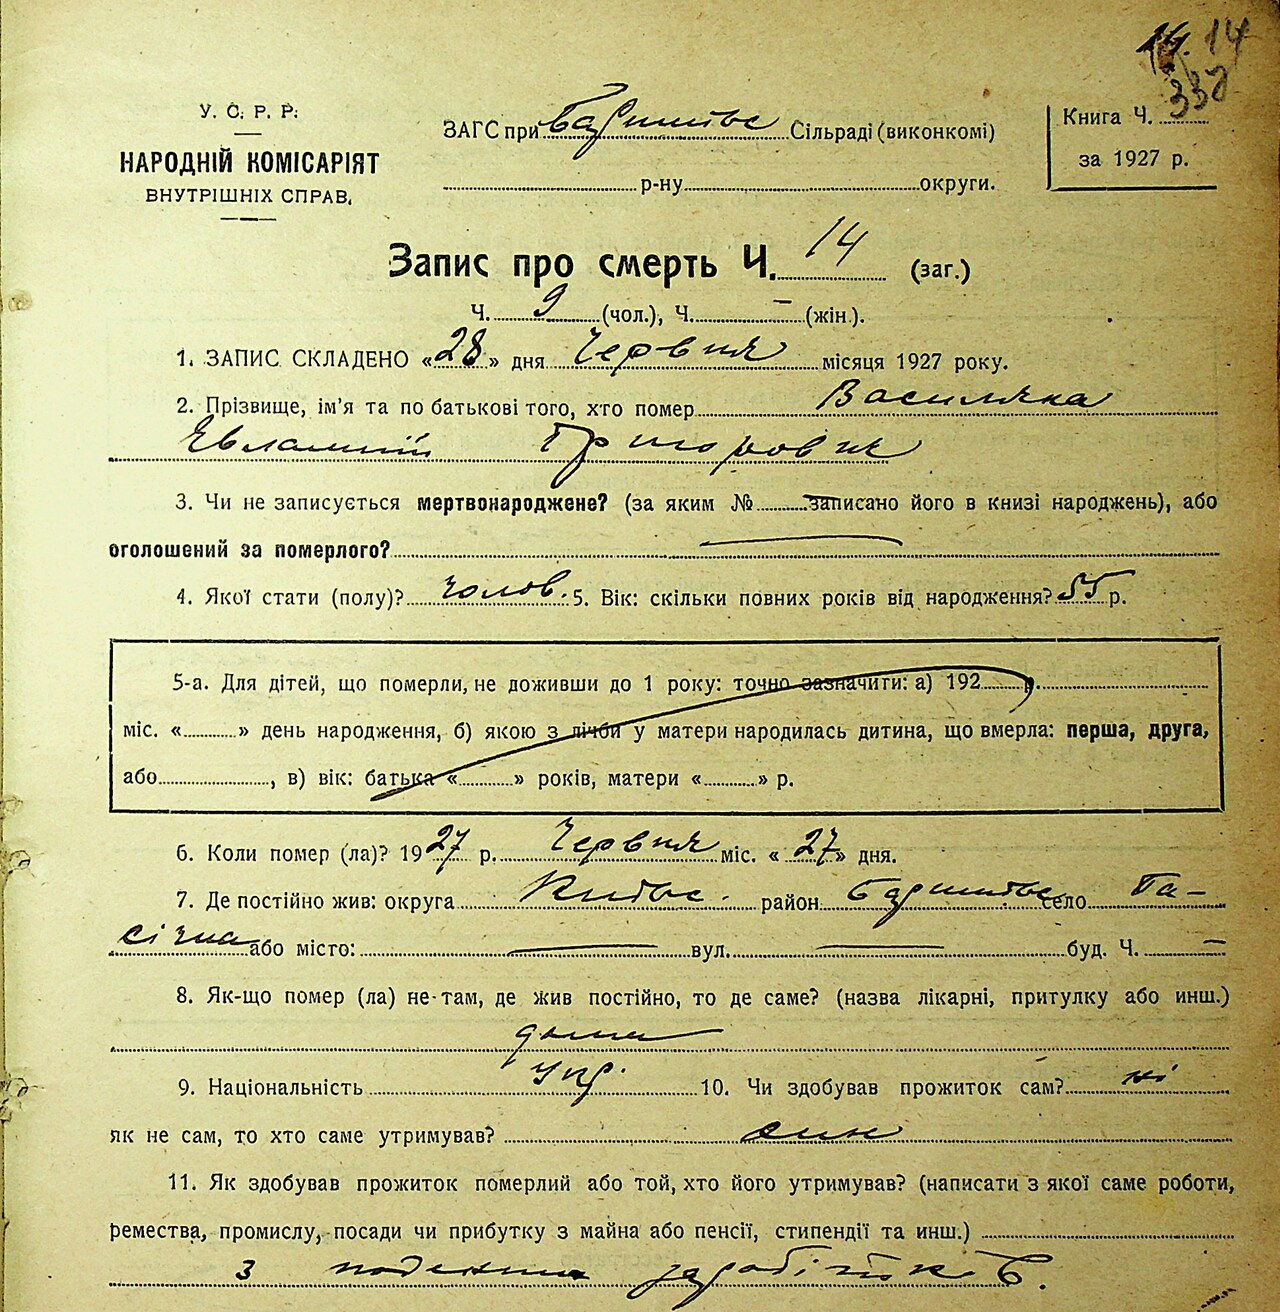 14. 14
337
У. С. Р. Р.
НАРОДНІЙ КОМІСАРІЯТ
ВНУТРІШНІХ СПРАВ.
ЗАГС при Баришівс Сільраді (виконкомі)
р-ну округи.
Книга Ч.
за 1927 р.
Запис про смерть Ч. 14 (заг.)
Ч. 9 (чол.), Ч. – (жін.).
1. ЗАПИС СКЛАДЕНО «28» дня Червня місяця 1927 року.
2. Прізвище, ім'я та по батькові того, хто помер Василяка
Явлампій Григорович
3. Чи не записується мертвонароджене? (за яким № записано його в книзі народжень), або
оголошений за померлого?
4. Якої стати (полу)? чолов. 5. Вік: скільки повних років від народження? 55 р.
5-а. Для дітей, що померли, не доживши до 1 року: точно зазначити: а) 192 р.
міс. « » день народження, б) якою з лічби у матери народилась дитина, що вмерла: перша, друга,
або , в) вік: батька « » років, матери « » р.
6. Коли помер (ла)? 1927 р. Червня міс. «27» дня.
7. Де постійно жив: округа Київс. район Баришівс село Па-
січна або місто: вул. буд. Ч. –
8. Як-що помер (ла) не-там, де жив постійно, то де саме? (назва лікарні, притулку або инш.)
дома
9. Національність Укр. 10. Чи здобував прожиток сам? ні
як не сам, то хто саме утримував? син
11. Як здобував прожиток померлий або той, хто його утримував? (написати з якої саме роботи,
ремества, промислу, посади чи прибутку з майна або пенсії, стипендії та инш.)
з поденних заробітків.